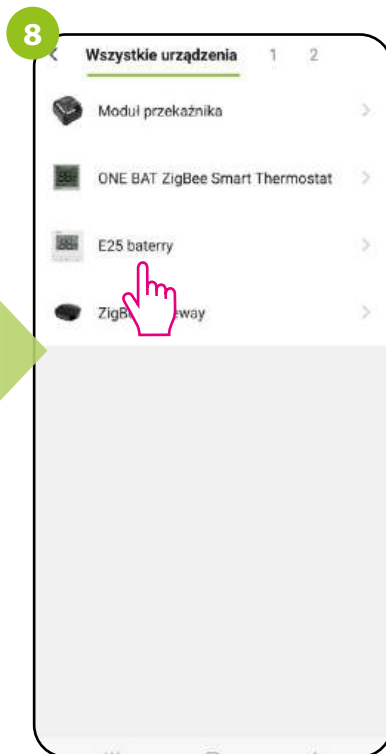 8
Wszystkie urządzenia 1 2
Moduł przekaźnika
ONE BAT ZigBee Smart Thermostat
E25 baterry